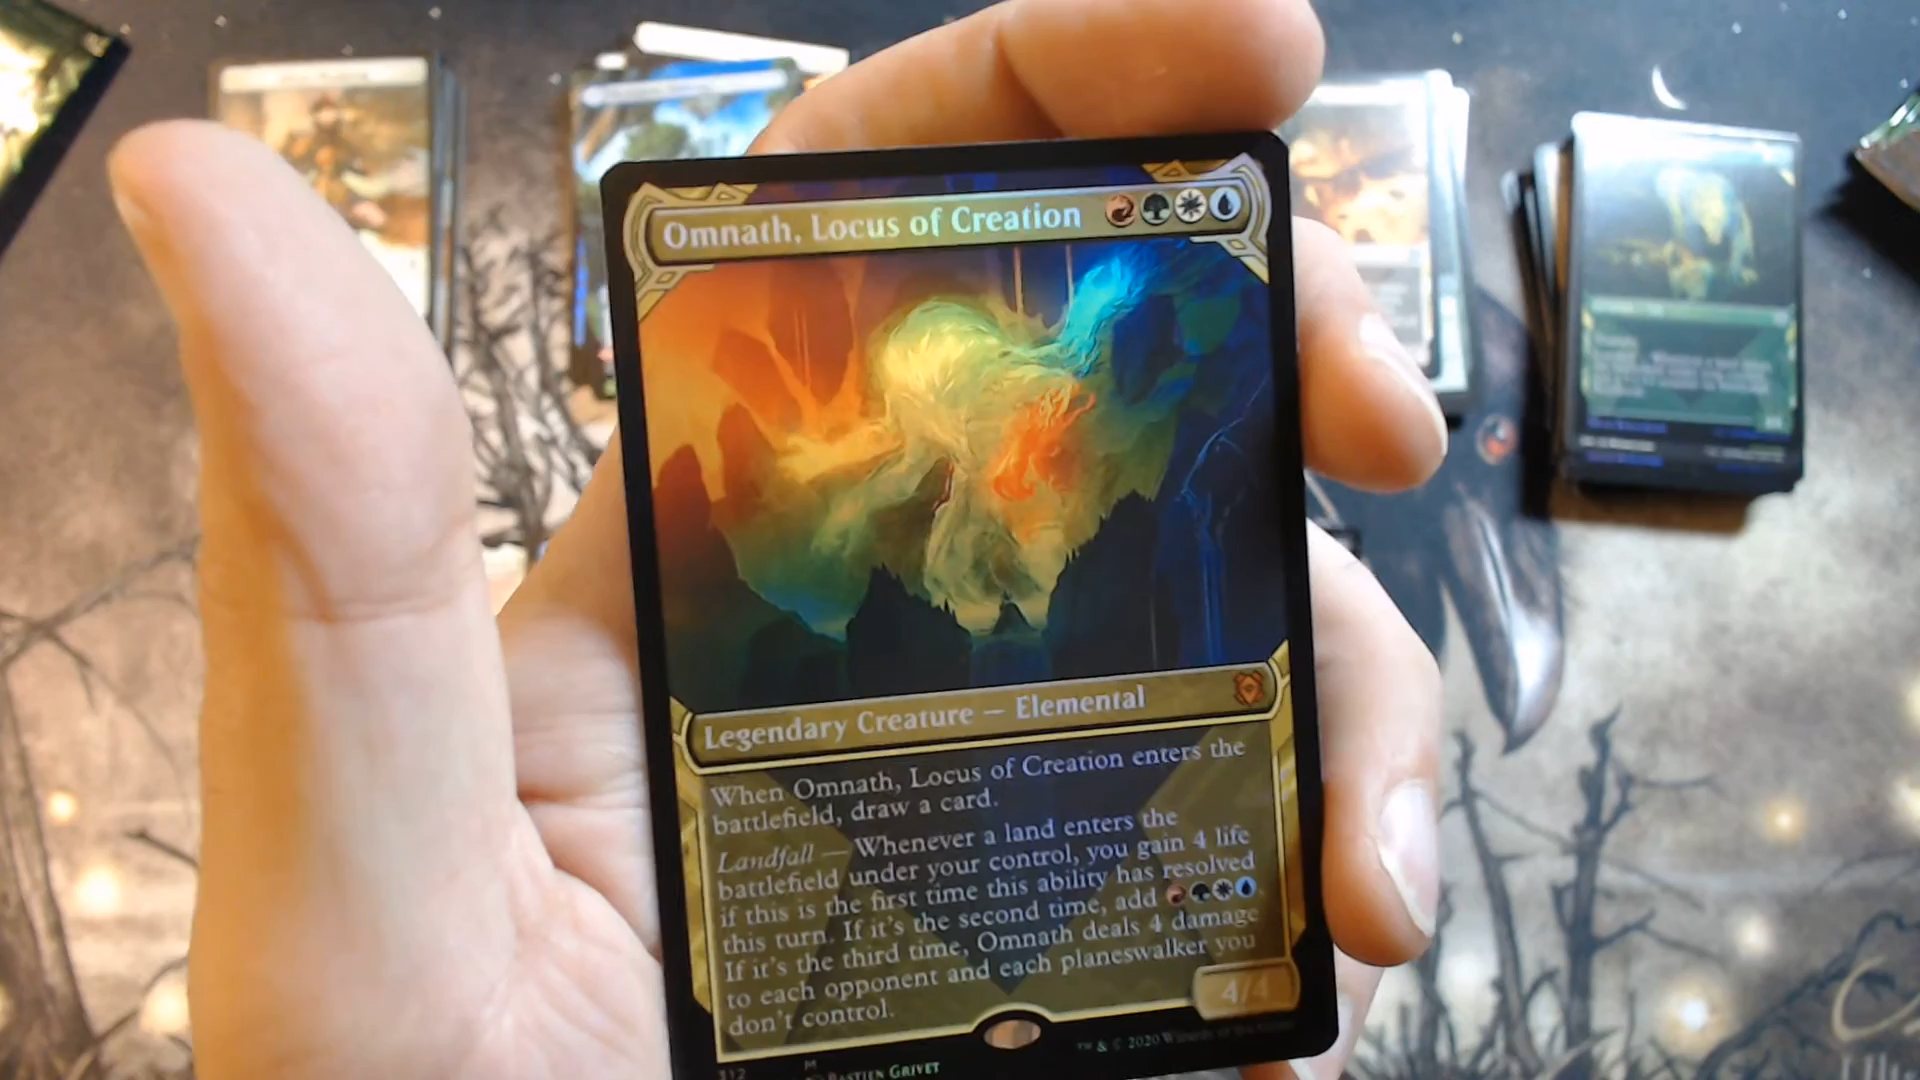 Omnath, Locus of Creation
Legendary Creature — Elemental
When Omnath, Locus of Creation enters the
battlefield, draw a card.
Landfall — Whenever a land enters the
battlefield under your control, you gain 4 life
if this is the first time this ability has resolved
this turn. If it's the second time, add
If it's the third time, Omnath deals 4 damage
to each opponent and each planeswalker you
don't control.
4/4
™ & © 2020 Wizards of the Coast
312 M
BASTIEN GRIVET